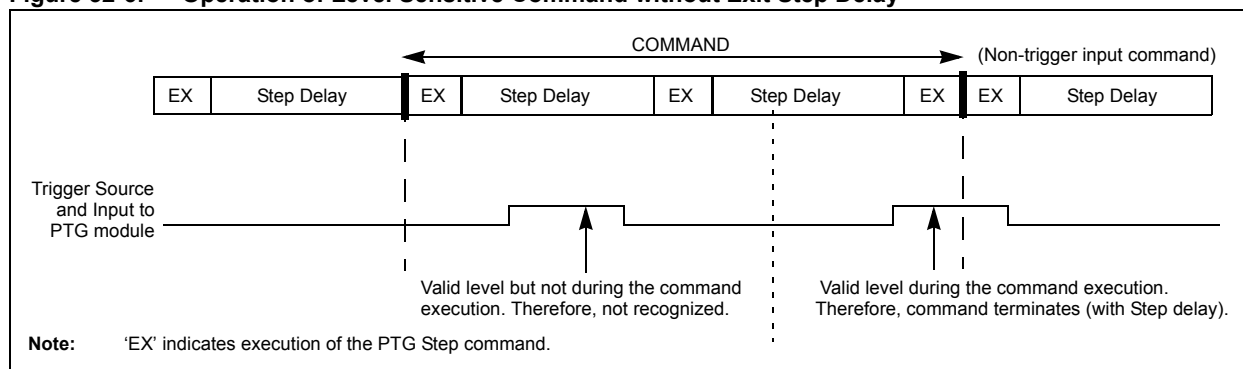 Figure 32-6: Operation of Level Sensitive Command without Exit Step Delay
COMMAND
(Non-trigger input command)
EX Step Delay EX Step Delay EX Step Delay EX EX Step Delay
Trigger Source
and Input to
PTG module
Valid level but not during the command
execution. Therefore, not recognized.
Valid level during the command execution.
Therefore, command terminates (with Step delay).
Note: 'EX' indicates execution of the PTG Step command.